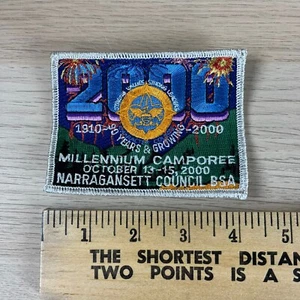 2000
1910-90 YEARS & GROWING-2000
MILLENNIUM CAMPOREE
OCTOBER 13-15, 2000
NARRAGANSETT COUNCIL BSA
1 2 3 4 5
THE SHORTEST DISTAN
TWO POINTS IS A S